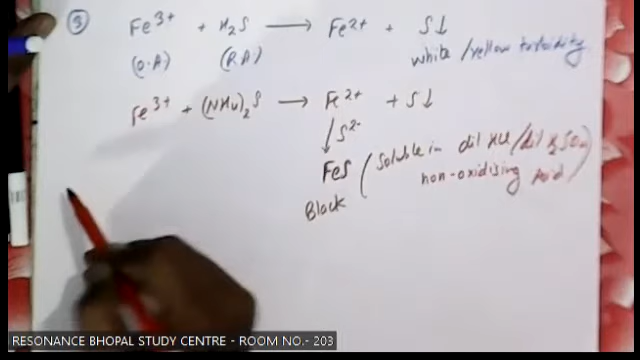 ③ Fe³⁺ + H₂S ⟶ Fe²⁺ + S↓
(O.A) (RA) white/yellow turbidity
Fe³⁺ + (NH₄)₂S ⟶ Fe²⁺ + S↓
↓ S²⁻
FeS (Soluble in dil HCl/dil H₂SO₄
Black non-oxidising Acid)
RESONANCE BHOPAL STUDY CENTRE - ROOM NO.- 203